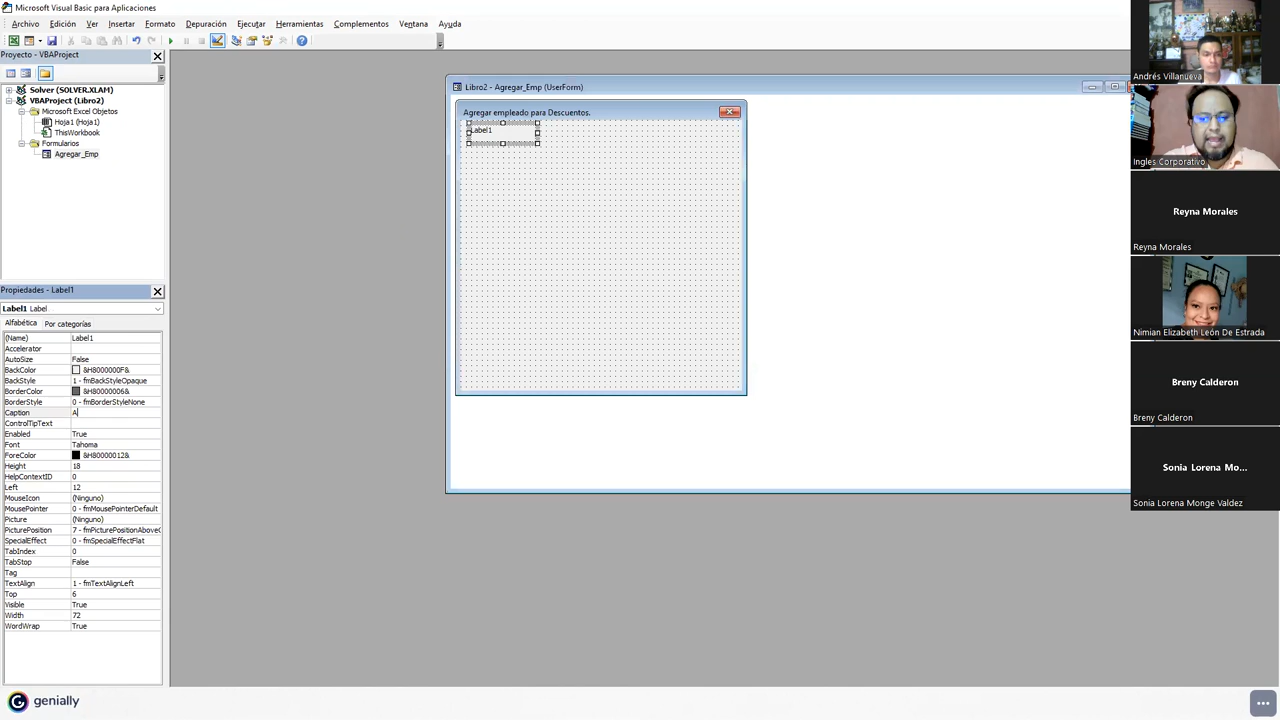 Microsoft Visual Basic para Aplicaciones
Archivo Edición Ver Insertar Formato Depuración Ejecutar Herramientas Complementos Ventana Ayuda
Proyecto - VBAProject
Solver (SOLVER.XLAM)
VBAProject (Libro2)
Microsoft Excel Objetos
Hoja1 (Hoja1)
ThisWorkbook
Formularios
Agregar_Emp
Propiedades - Label1
Label1 Label
Alfabética Por categorías
(Name) Label1
Accelerator
AutoSize False
BackColor &H8000000F&
BackStyle 1 - fmBackStyleOpaque
BorderColor &H80000006&
BorderStyle 0 - fmBorderStyleNone
Caption A
ControlTipText
Enabled True
Font Tahoma
ForeColor &H80000012&
Height 18
HelpContextID 0
Left 12
MouseIcon (Ninguno)
MousePointer 0 - fmMousePointerDefault
Picture (Ninguno)
PicturePosition 7 - fmPicturePositionAboveC
SpecialEffect 0 - fmSpecialEffectFlat
TabIndex 0
TabStop False
Tag
TextAlign 1 - fmTextAlignLeft
Top 6
Visible True
Width 72
WordWrap True
Libro2 - Agregar_Emp (UserForm)
Agregar empleado para Descuentos.
Label1
Andrés Villanueva
Ingles Corporativo
Reyna Morales
Reyna Morales
Nimian Elizabeth León De Estrada
Breny Calderon
Breny Calderon
Sonia Lorena Mo...
Sonia Lorena Monge Valdez
genially